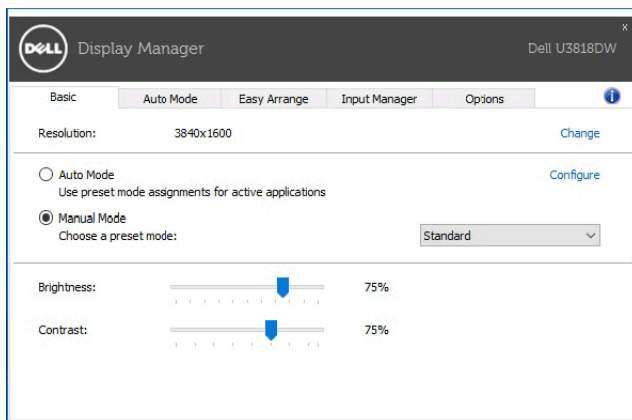 x
DELL Display Manager Dell U3818DW
Basic Auto Mode Easy Arrange Input Manager Options i
Resolution: 3840x1600 Change
Auto Mode Configure
Use preset mode assignments for active applications
Manual Mode
Choose a preset mode: Standard
Brightness: 75%
Contrast: 75%